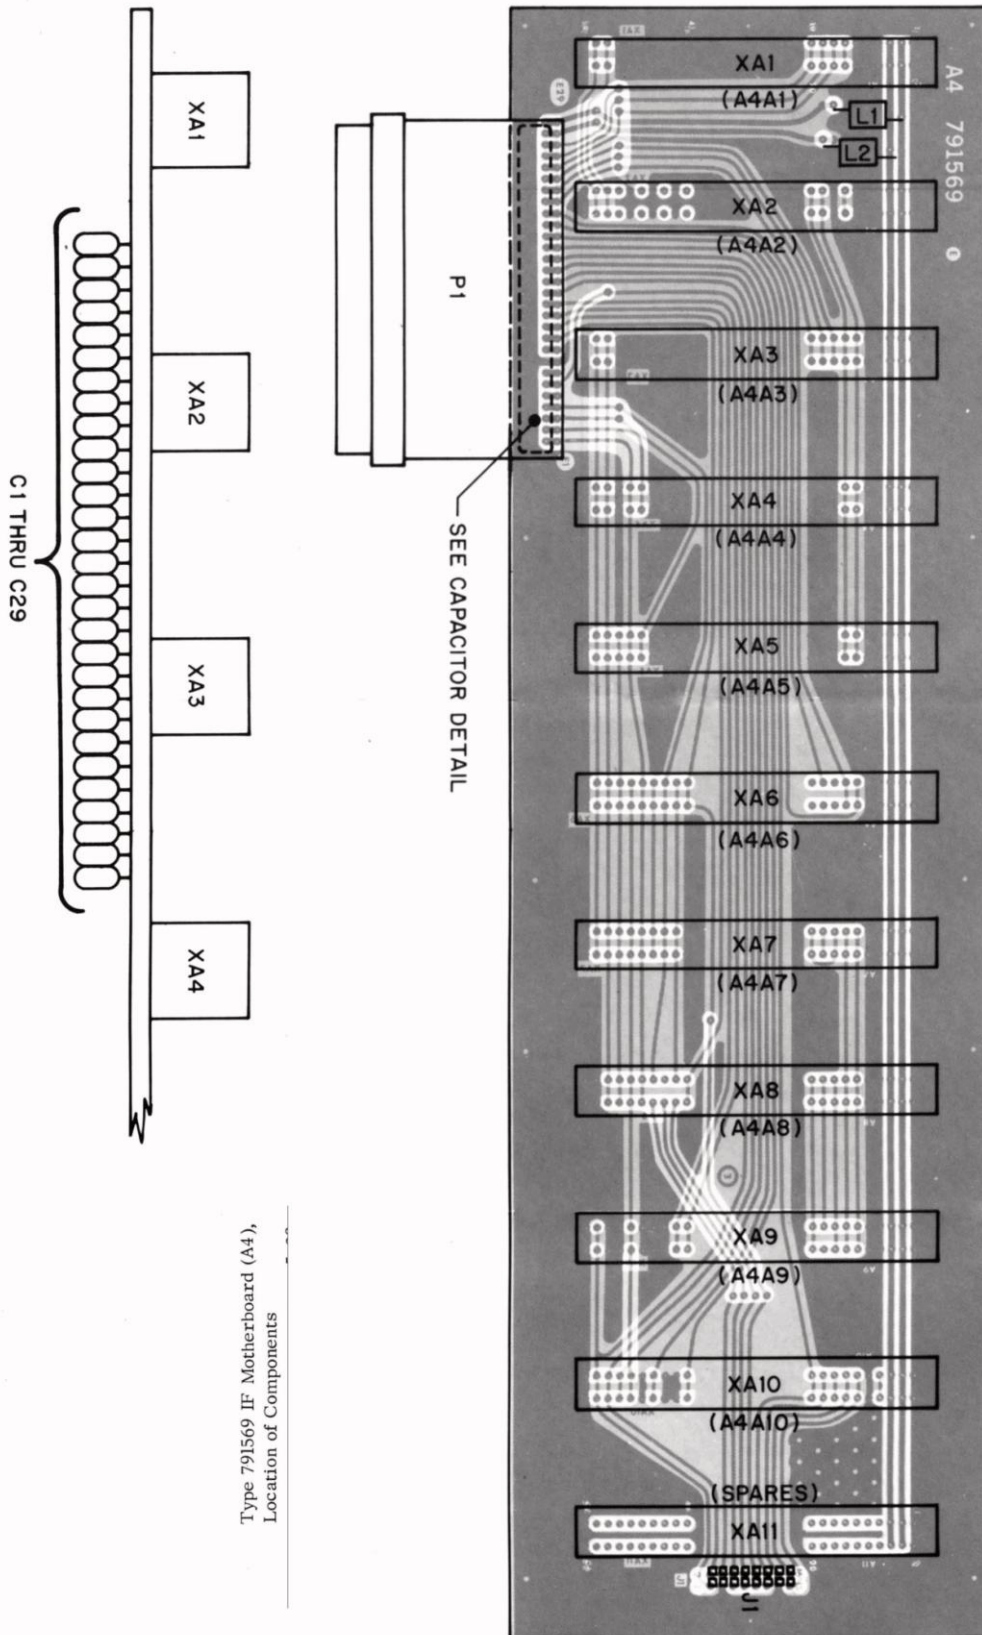 A4 791569
XA1
(A4A1)
L1
L2
E29
XA2
(A4A2)
XA3
(A4A3)
XA4
(A4A4)
XA5
(A4A5)
XA6
(A4A6)
XA7
(A4A7)
XA8
(A4A8)
XA9
(A4A9)
XA10
(A4A10)
(SPARES)
XA11
J1
J1
P1
SEE CAPACITOR DETAIL
XA1
XA2
XA3
XA4
C1 THRU C29
Type 791569 IF Motherboard (A4),
Location of Components